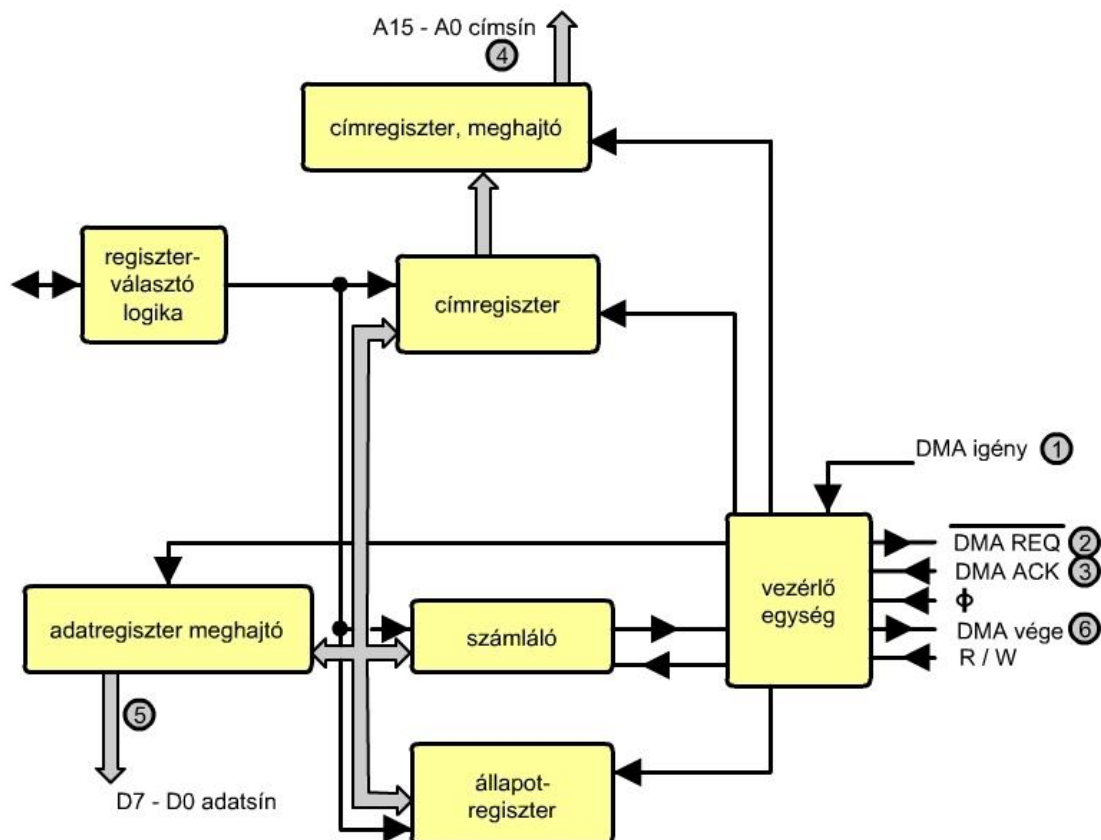 A15 - A0 címsín
4
címregiszter, meghajtó
regiszter-
választó
logika
címregiszter
DMA igény 1
DMA REQ 2
DMA ACK 3
ϕ
DMA vége 6
R / W
vezérlő
egység
adatregiszter meghajtó
számláló
5
D7 - D0 adatsín
állapot-
regiszter